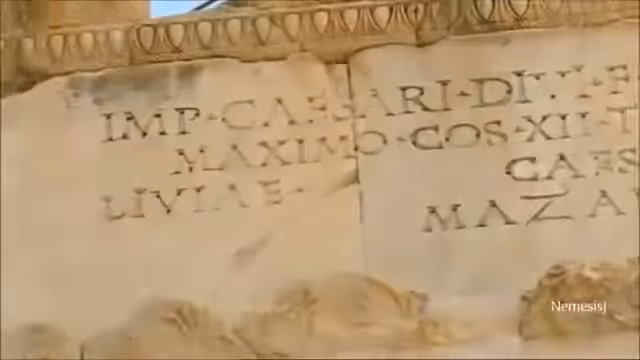 IMP·CAESARI·DIVI·F
MAXIMO·COS·XII·T
CAES
LIVIAE·
MAZA
Nemesisj